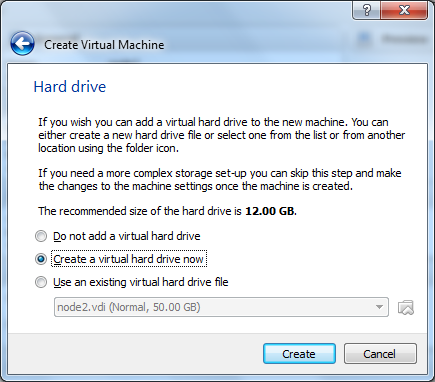 Create Virtual Machine
Hard drive
If you wish you can add a virtual hard drive to the new machine. You can
either create a new hard drive file or select one from the list or from another
location using the folder icon.
If you need a more complex storage set-up you can skip this step and make
the changes to the machine settings once the machine is created.
The recommended size of the hard drive is 12.00 GB.
Do not add a virtual hard drive
Create a virtual hard drive now
Use an existing virtual hard drive file
node2.vdi (Normal, 50.00 GB)
Create
Cancel